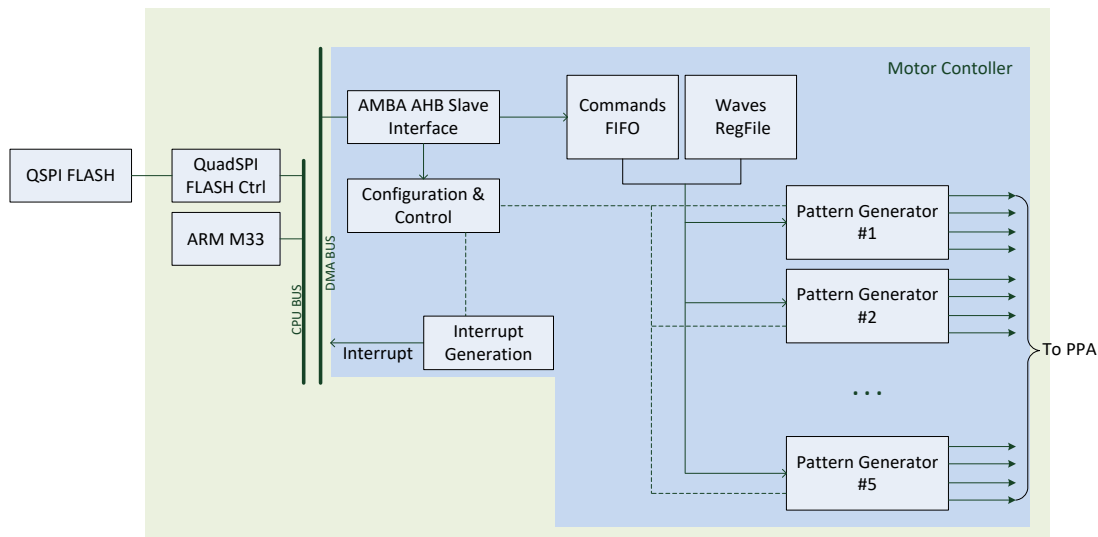 Motor Contoller
AMBA AHB Slave
Interface
Commands
FIFO
Waves
RegFile
QSPI FLASH
QuadSPI
FLASH Ctrl
Configuration &
Control
ARM M33
CPU BUS
DMA BUS
Pattern Generator
#1
Pattern Generator
#2
Interrupt
Interrupt
Generation
To PPA
...
Pattern Generator
#5